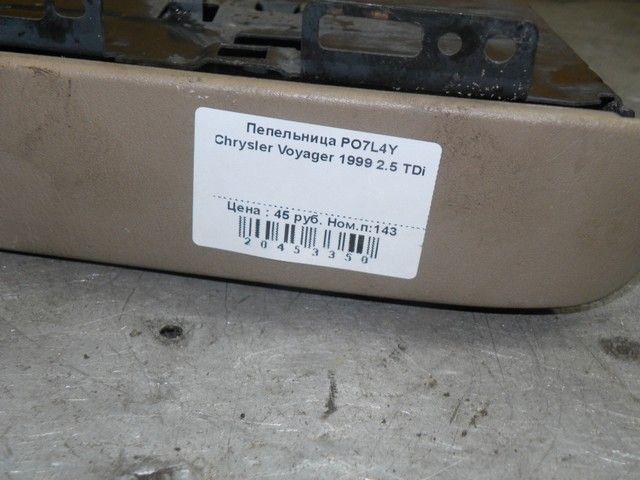 Пепельница PO7L4Y
Chrysler Voyager 1999 2.5 TDi
Цена : 45 руб. Ном.п:143
20453350